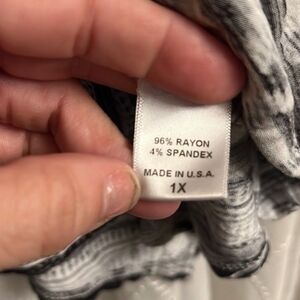 96% RAYON
4% SPANDEX
MADE IN U.S.A.
1X